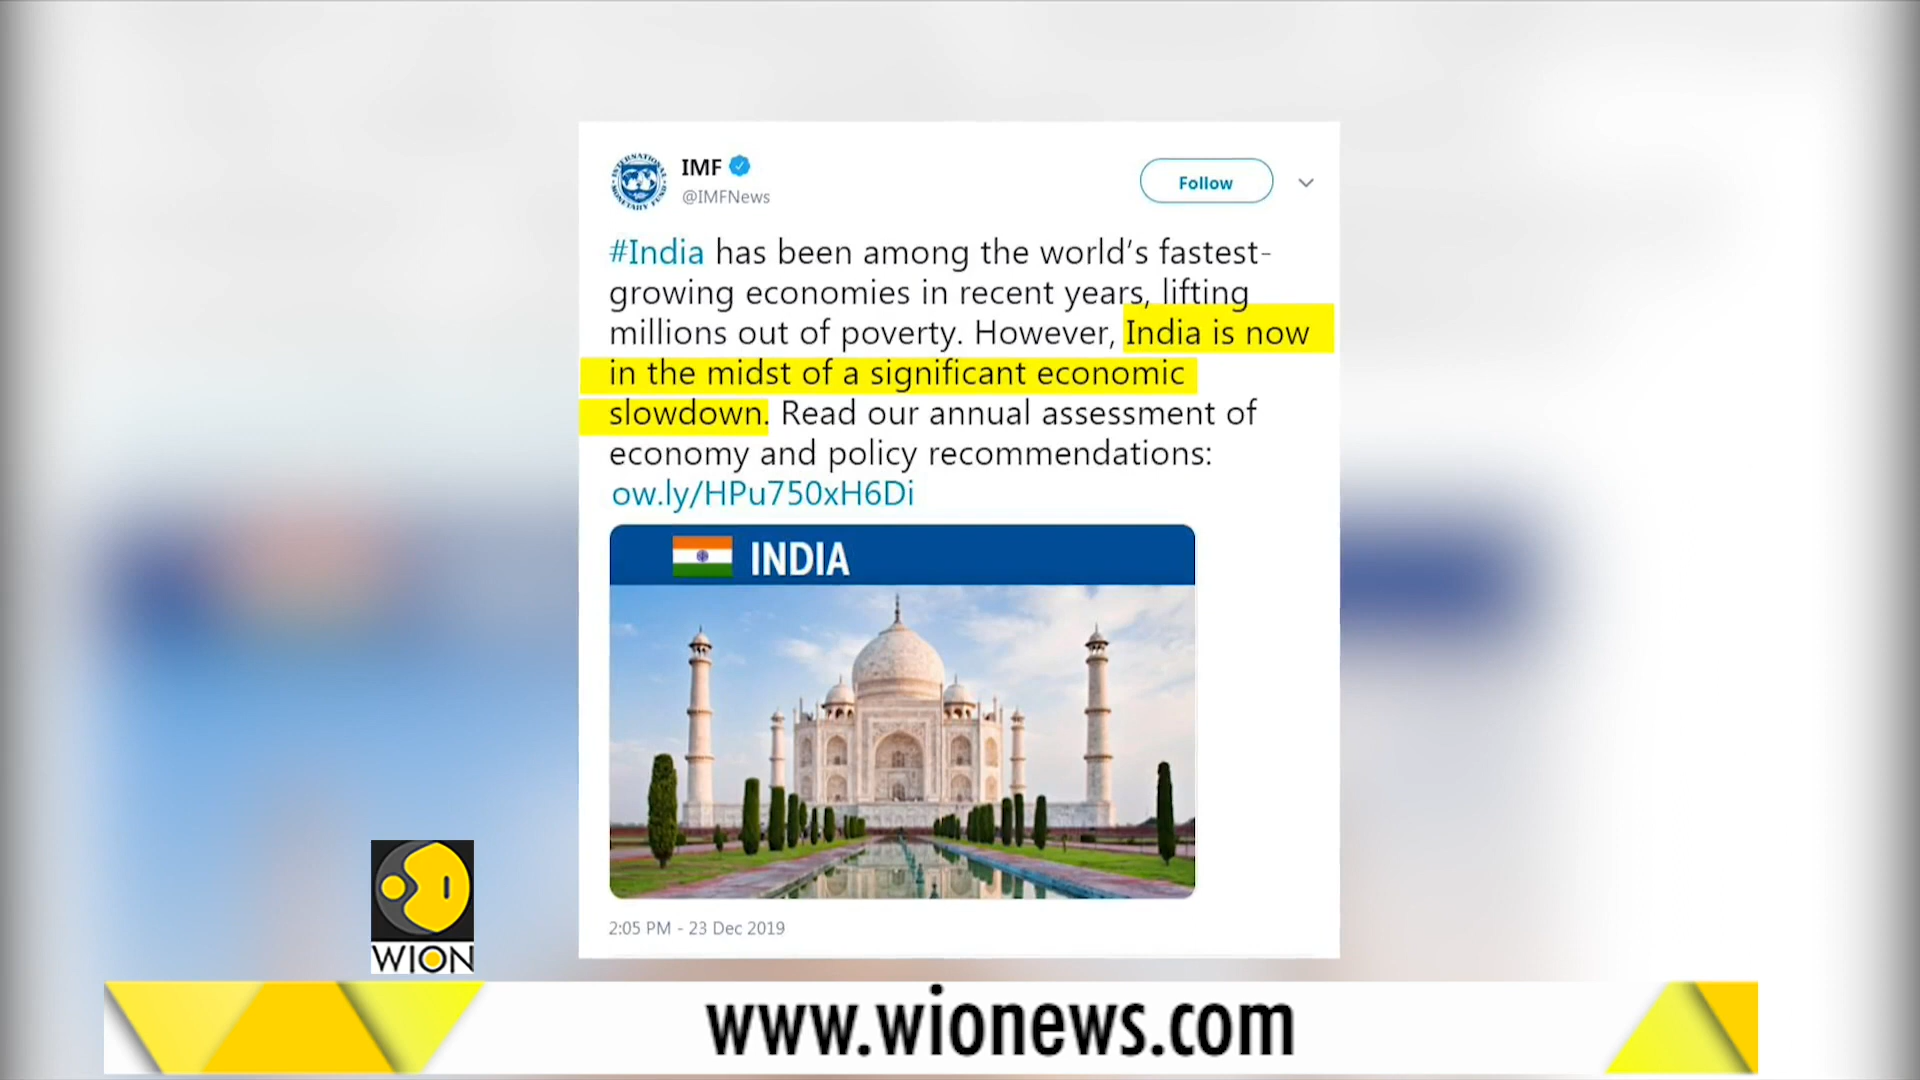 IMF
@IMFNews
Follow
#India has been among the world's fastest-
growing economies in recent years, lifting
millions out of poverty. However, India is now
in the midst of a significant economic
slowdown. Read our annual assessment of
economy and policy recommendations:
ow.ly/HPu750xH6Di
INDIA
2:05 PM - 23 Dec 2019
WION
www.wionews.com